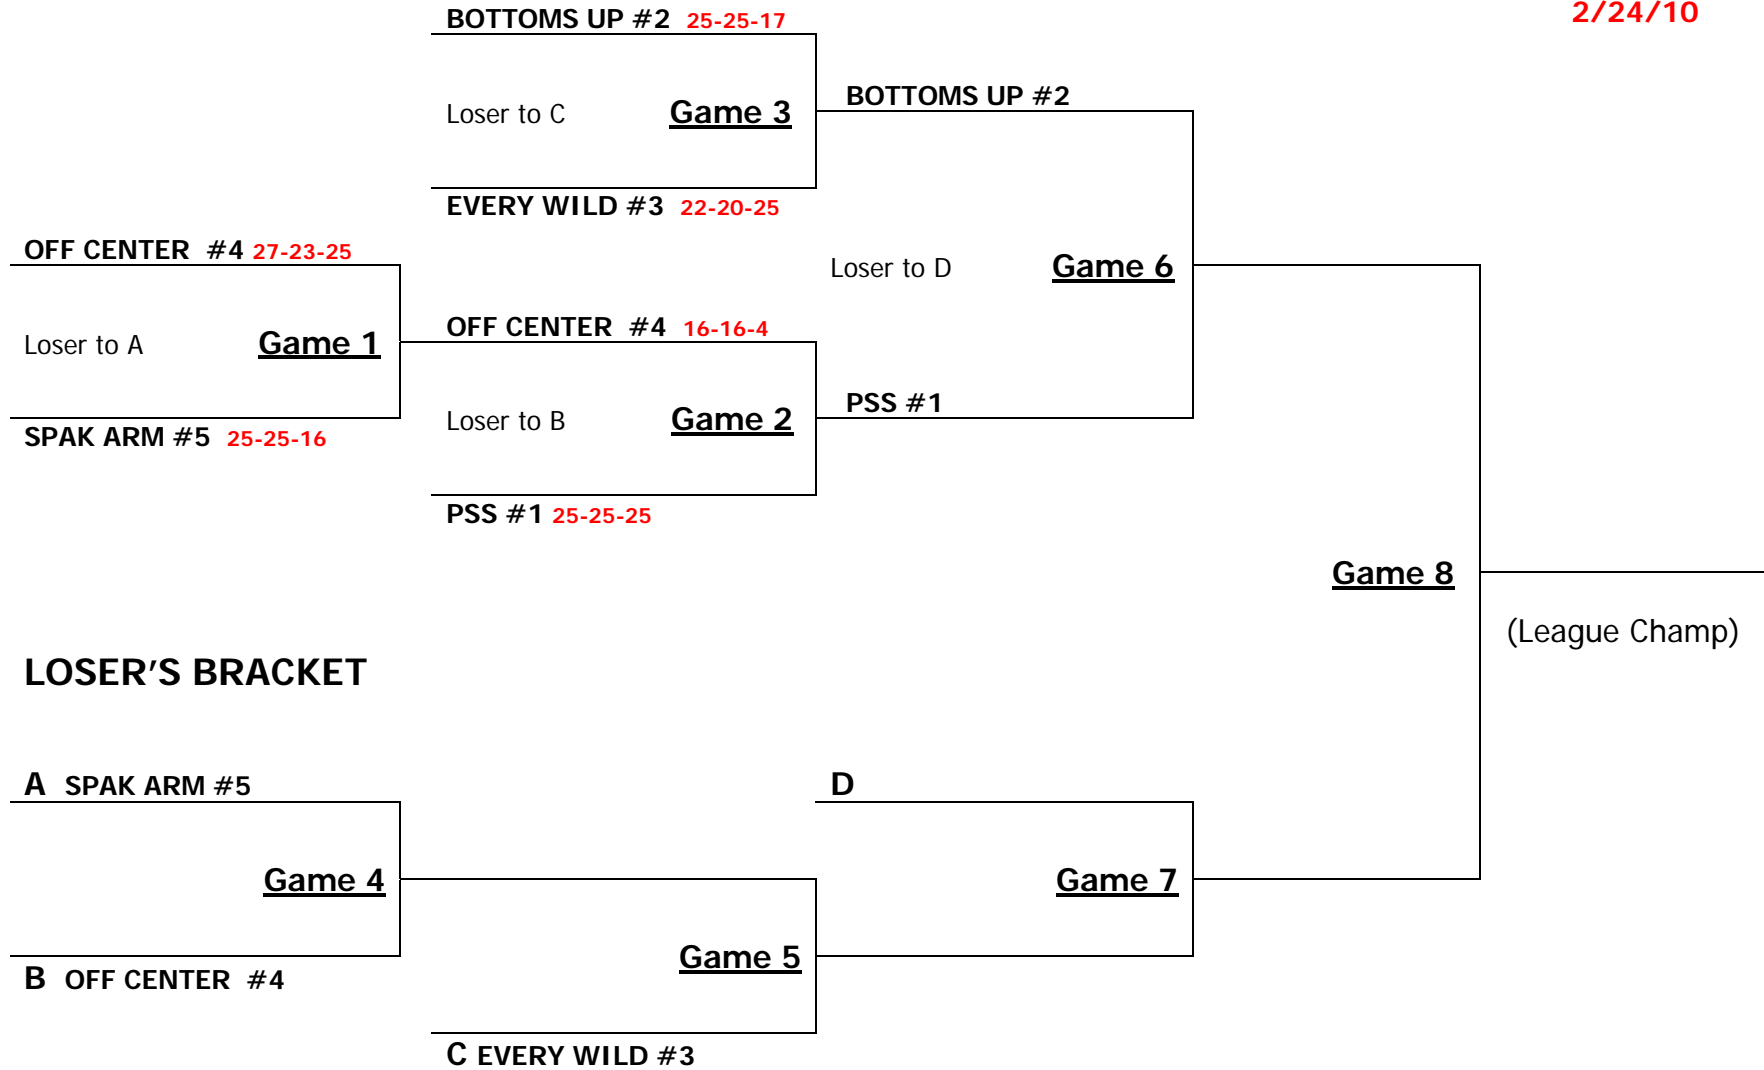 2/24/10
BOTTOMS UP #2 25-25-17
BOTTOMS UP #2
Loser to C Game 3
EVERY WILD #3 22-20-25
OFF CENTER #4 27-23-25
Loser to D Game 6
OFF CENTER #4 16-16-4
Loser to A Game 1
PSS #1
Loser to B Game 2
SPAK ARM #5 25-25-16
PSS #1 25-25-25
Game 8
(League Champ)
LOSER’S BRACKET
A SPAK ARM #5
D
Game 4
Game 7
Game 5
B OFF CENTER #4
C EVERY WILD #3